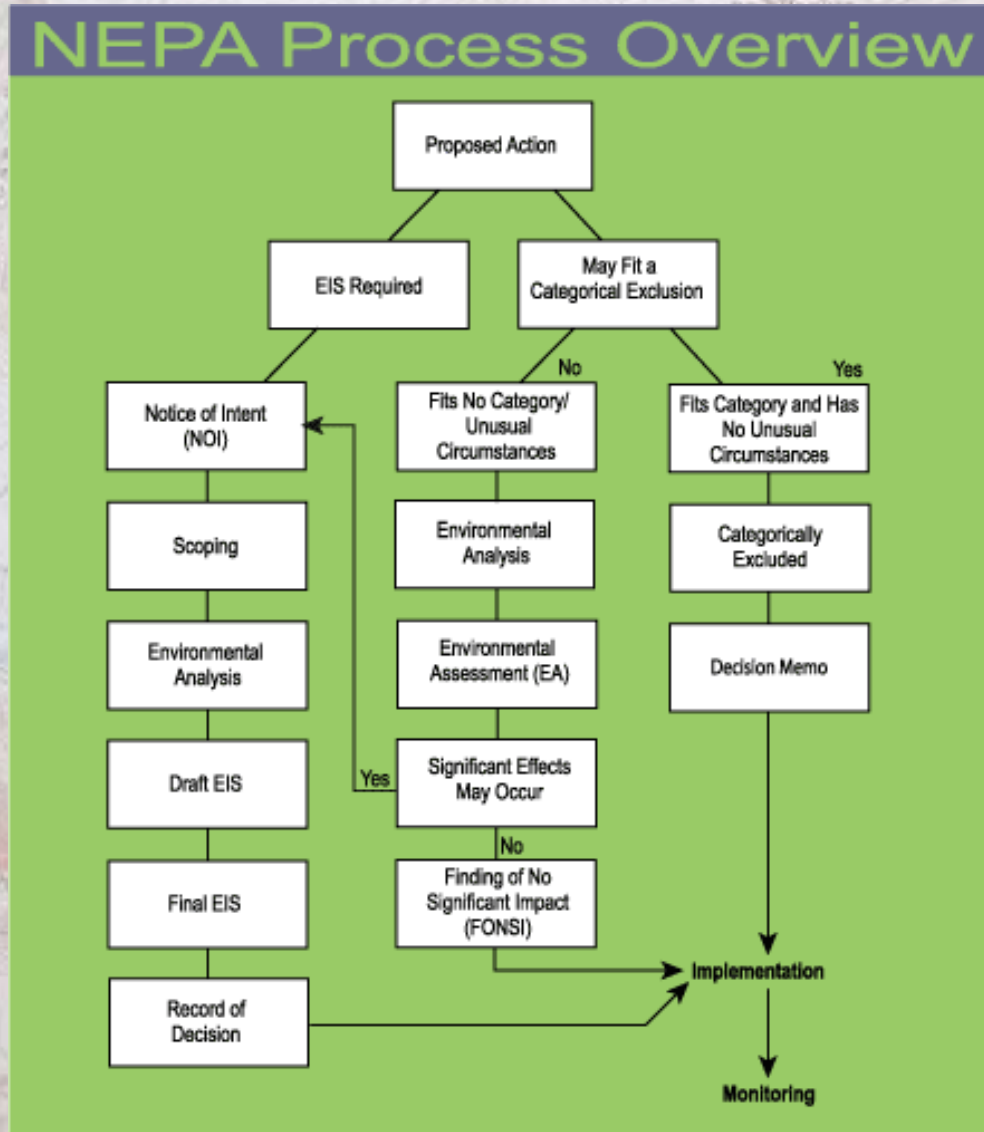 NEPA Process Overview
Proposed Action
EIS Required
May Fit a
Categorical Exclusion
No
Yes
Notice of Intent
(NOI)
Fits No Category/
Unusual
Circumstances
Fits Category and Has
No Unusual
Circumstances
Scoping
Environmental
Analysis
Categorically
Excluded
Environmental
Analysis
Environmental
Assessment (EA)
Decision Memo
Draft EIS
Yes
Significant Effects
May Occur
No
Final EIS
Finding of No
Significant Impact
(FONSI)
Implementation
Record of
Decision
Monitoring